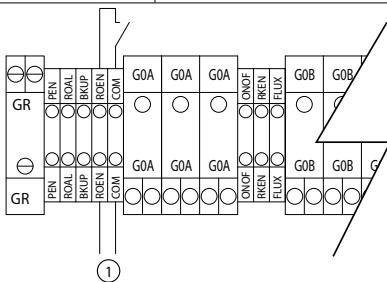 PEN ROAL BKUP ROEN COM G0A G0A G0A ONOF RKEN FLUX G0B G0B
GR
GR PEN ROAL BKUP ROEN COM G0A G0A G0A ONOF RKEN FLUX G0B G0B
1